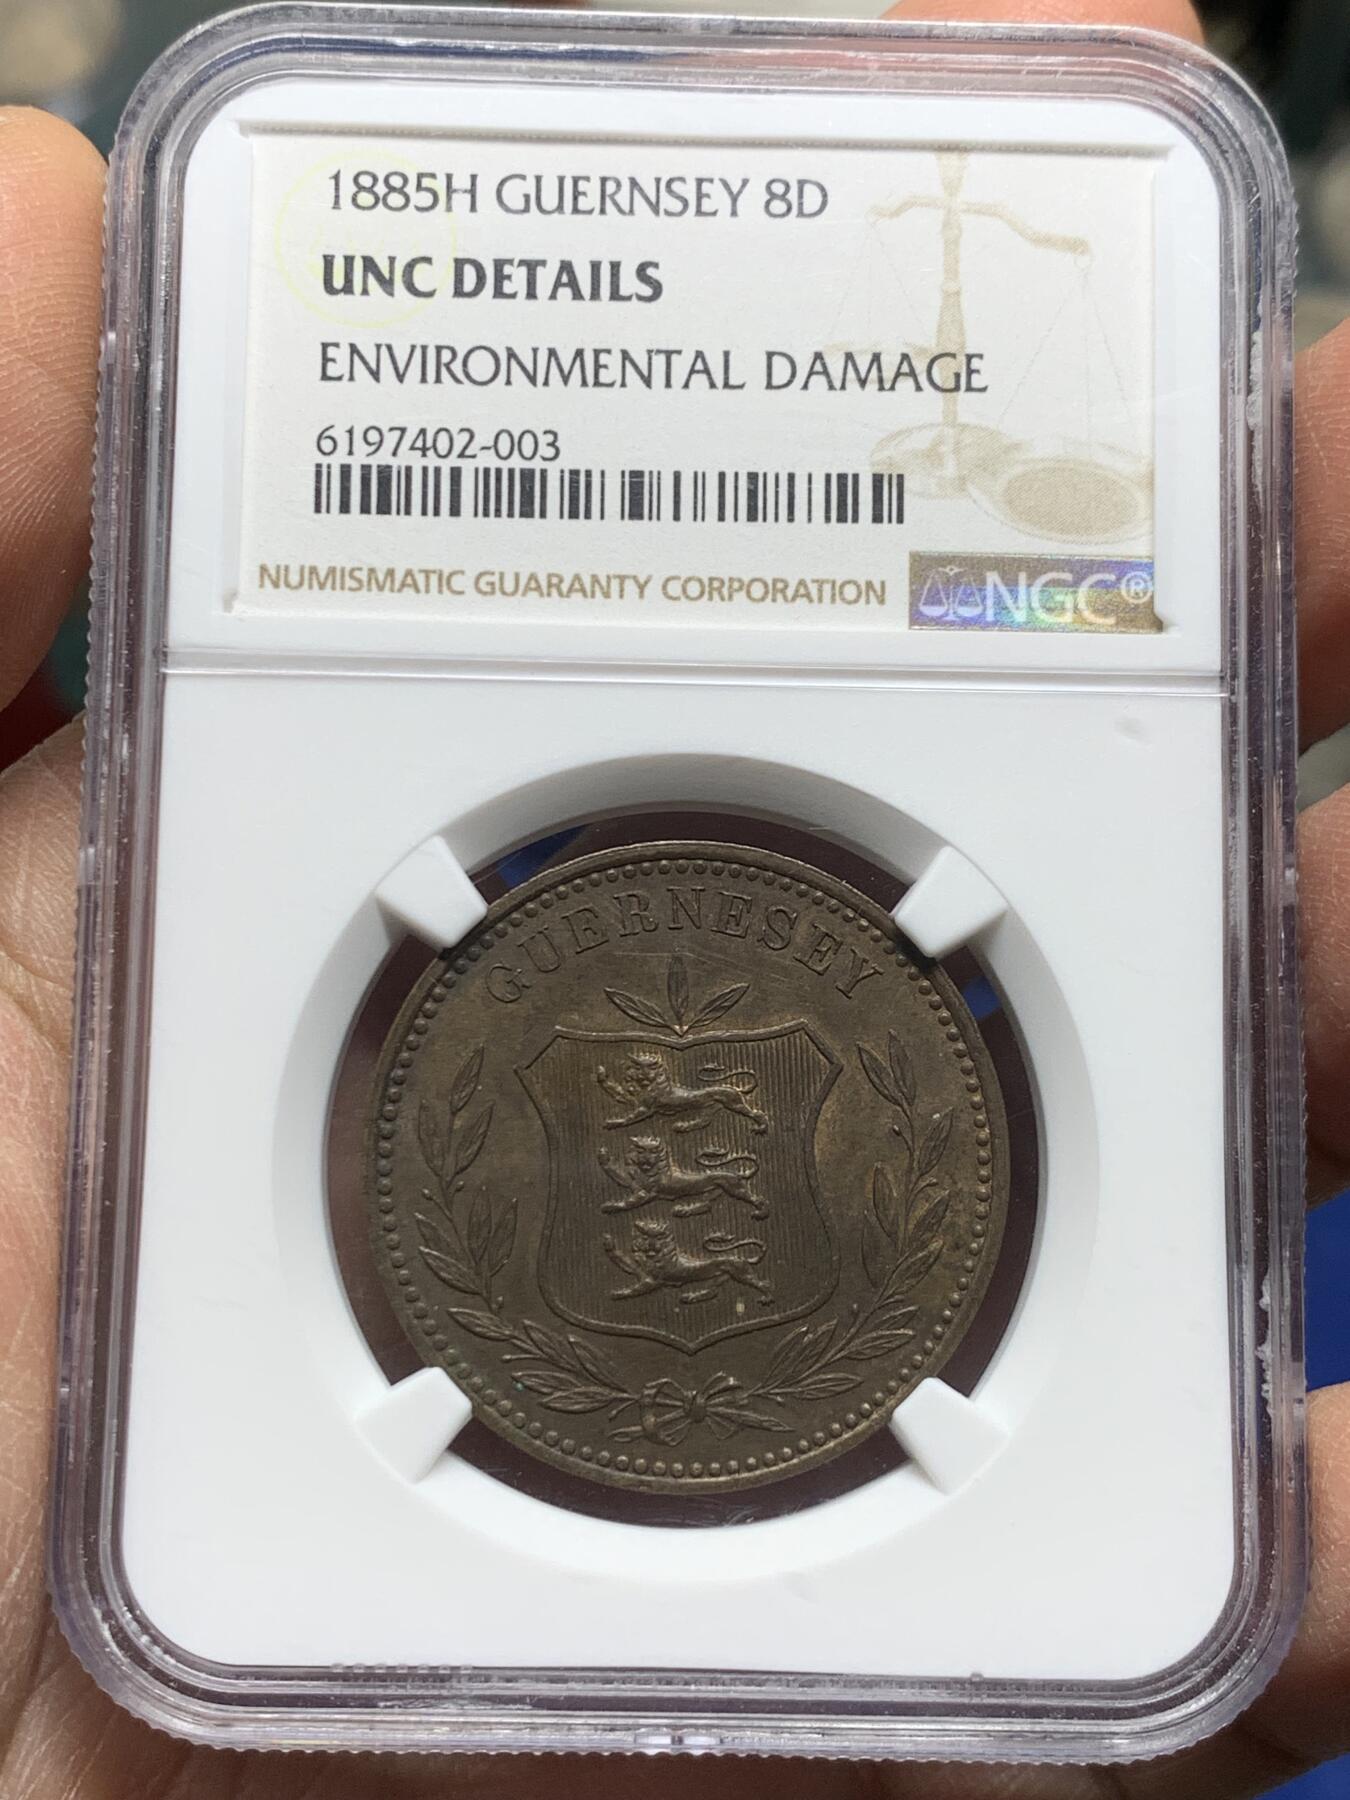 1885H GUERNSEY 8D
UNC DETAILS
ENVIRONMENTAL DAMAGE
6197402-003
NUMISMATIC GUARANTY CORPORATION
NGC®
GUERNESEY